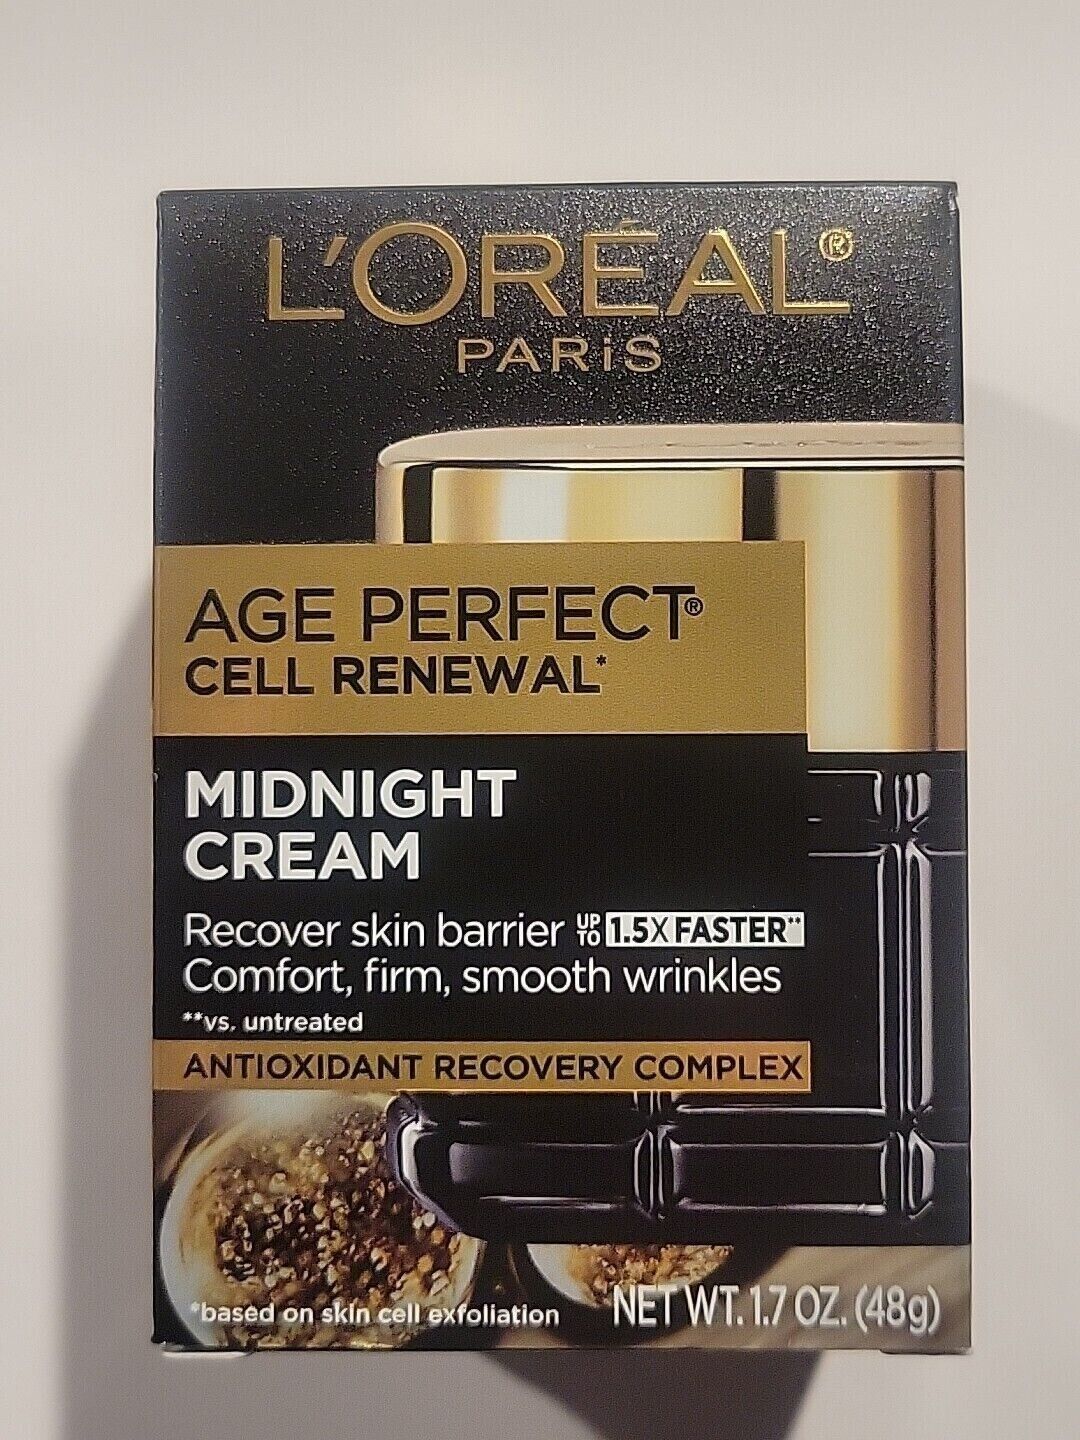 L'ORÉAL®
PARiS
AGE PERFECT®
CELL RENEWAL*
MIDNIGHT
CREAM
Recover skin barrier UP TO 1.5X FASTER**
Comfort, firm, smooth wrinkles
**vs. untreated
ANTIOXIDANT RECOVERY COMPLEX
*based on skin cell exfoliation
NET WT. 1.7 OZ. (48g)